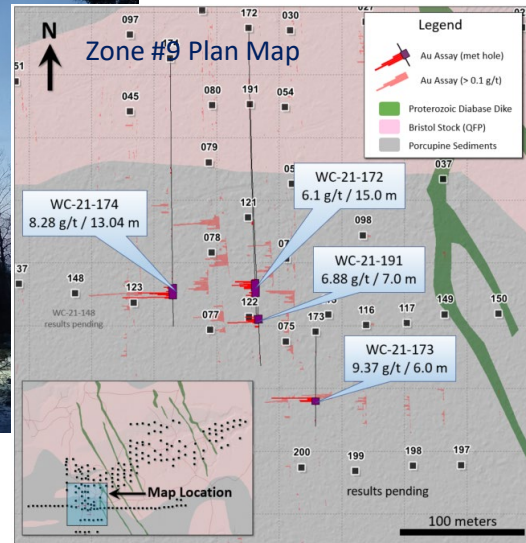 097
172
030
027
N
Zone #9 Plan Map
174
Legend
Au Assay (met hole)
Au Assay (> 0.1 g/t)
Proterozoic Diabase Dike
Bristol Stock (QFP)
Porcupine Sediments
051
045
080
191
054
079
037
WC-21-174
8.28 g/t / 13.04 m
WC-21-172
6.1 g/t / 15.0 m
121
078
098
WC-21-191
6.88 g/t / 7.0 m
37
148
123
WC-21-148
results pending
077
122
075
173
116
117
149
150
WC-21-173
9.37 g/t / 6.0 m
Map Location
200
199
198
197
results pending
100 meters